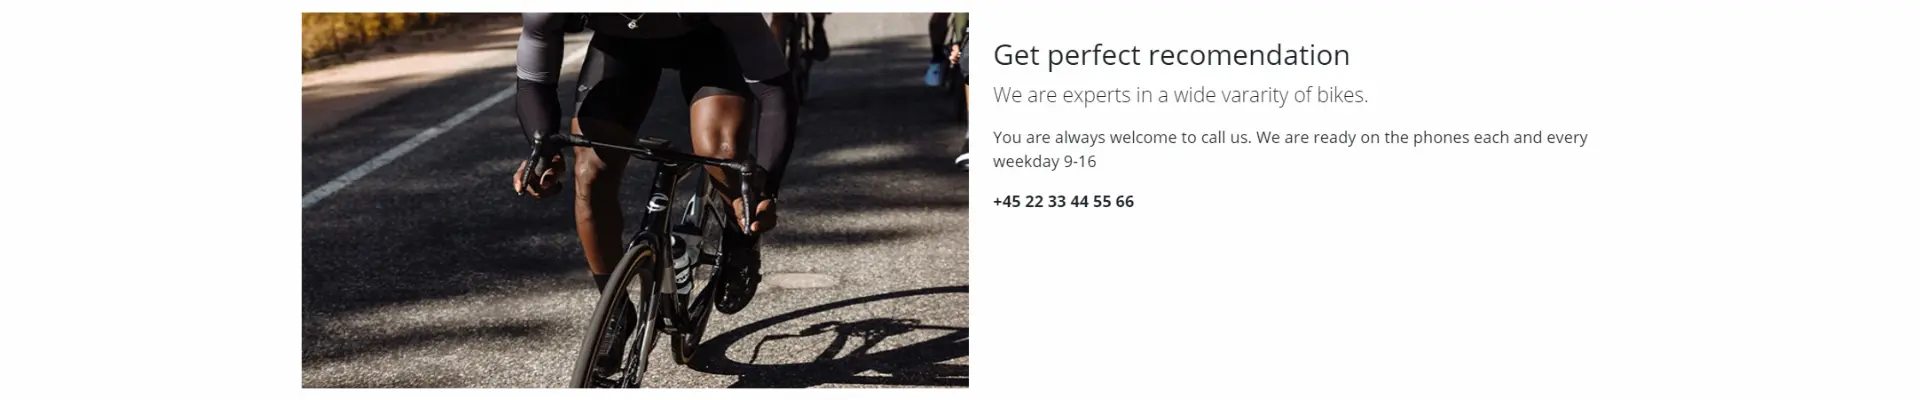 Get perfect recomendation
We are experts in a wide vararity of bikes.
You are always welcome to call us. We are ready on the phones each and every
weekday 9-16
+45 22 33 44 55 66